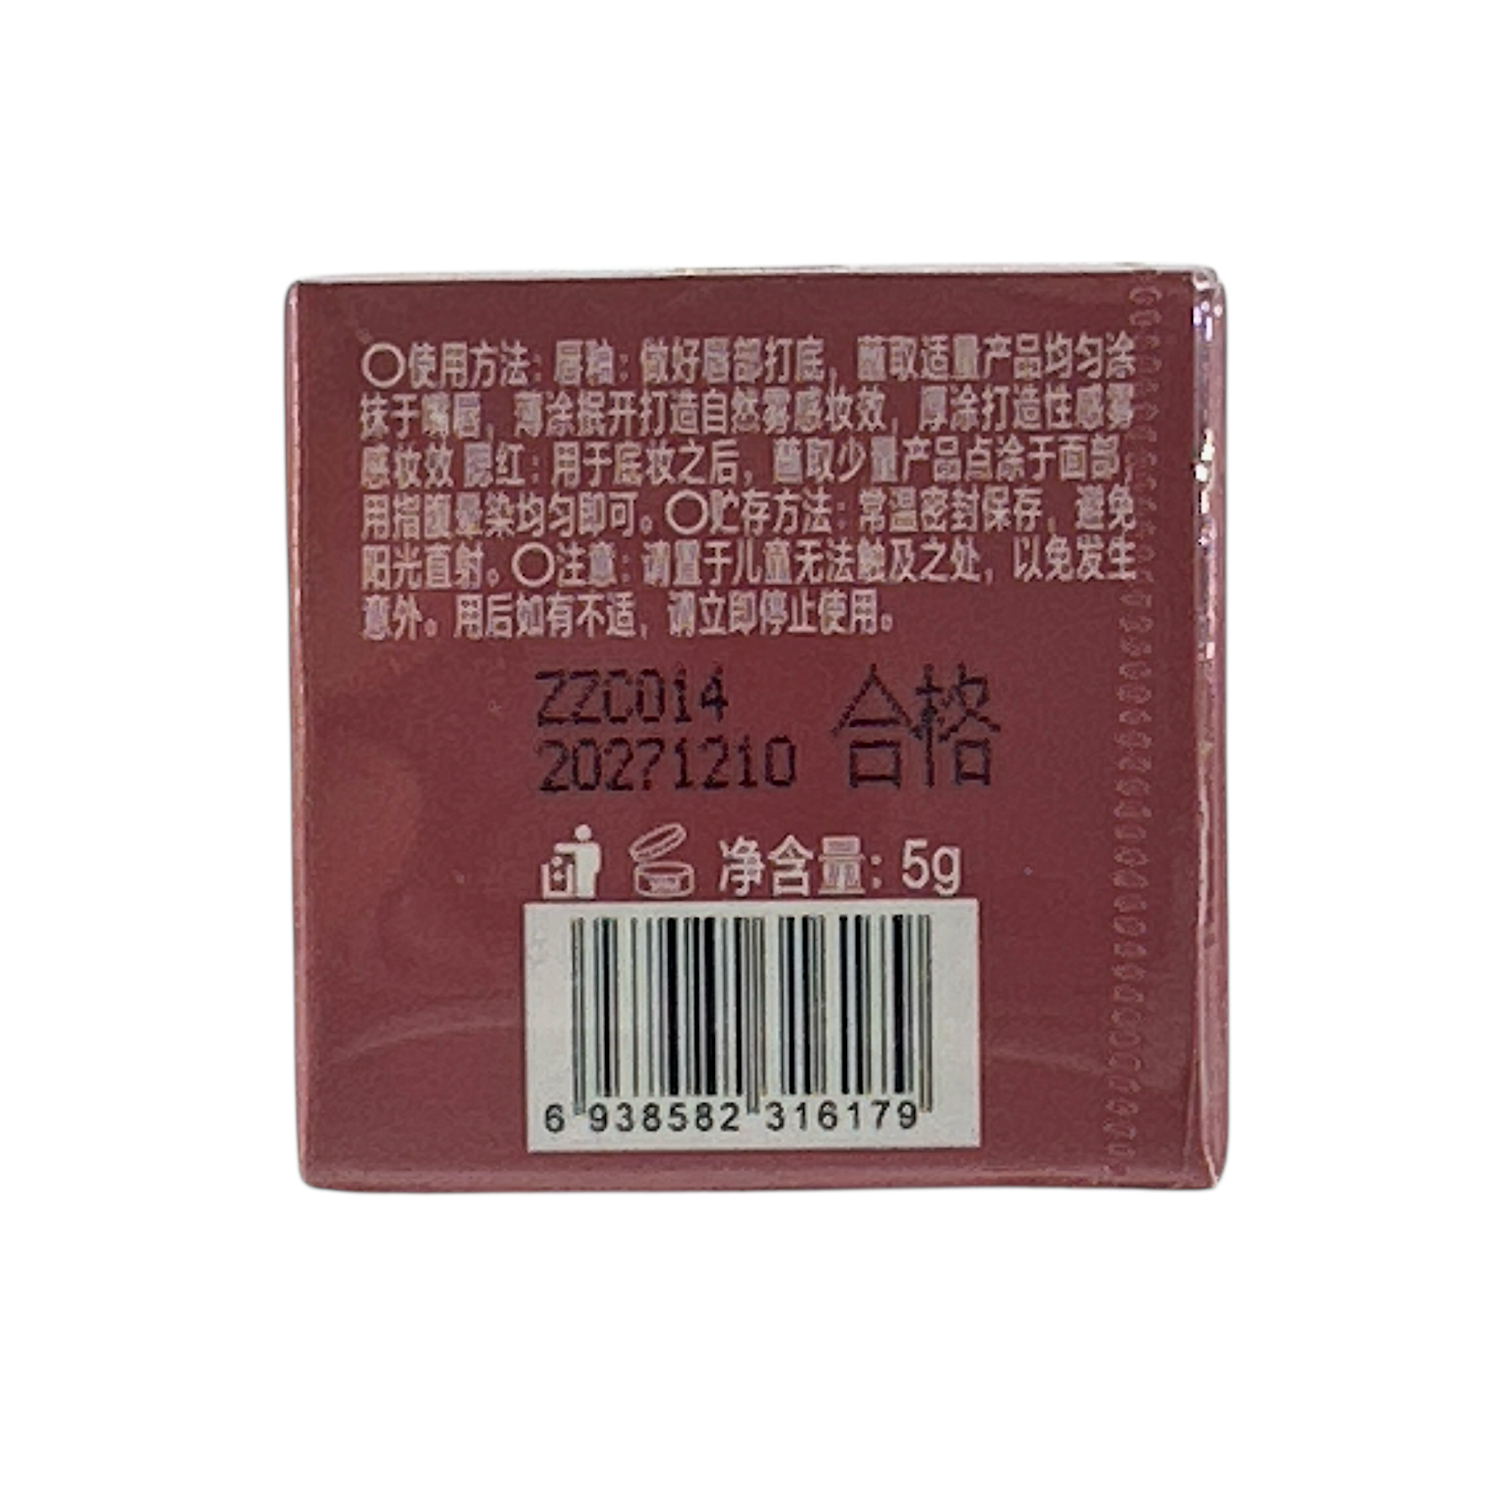 ○使用方法：唇釉：做好唇部打底，蘸取适量产品均匀涂
抹于嘴唇，薄涂抿开打造自然雾感妆效，厚涂打造性感雾
感妆效 腮红：用于底妆之后，蘸取少量产品点涂于面部，
用指腹晕染均匀即可。○贮存方法：常温密封保存，避免
阳光直射。○注意：请置于儿童无法触及之处，以免发生
意外。用后如有不适，请立即停止使用。
ZZC014
20271210 合格
净含量：5g
6 938582 316179